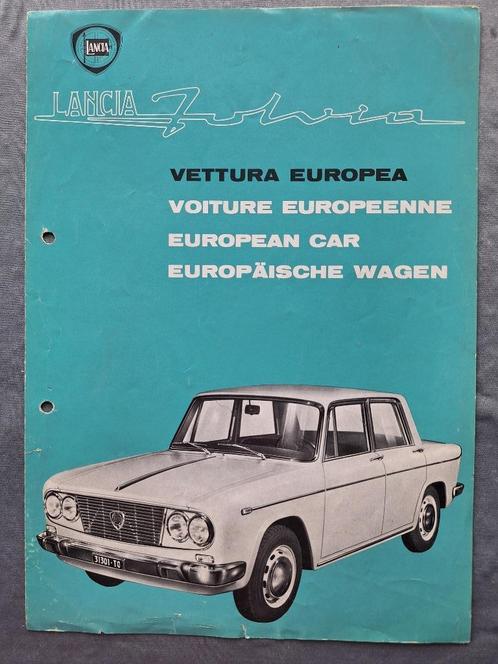 LANCIA
LANCIA Fulvia
VETTURA EUROPEA
VOITURE EUROPEENNE
EUROPEAN CAR
EUROPÄISCHE WAGEN
31301·TO